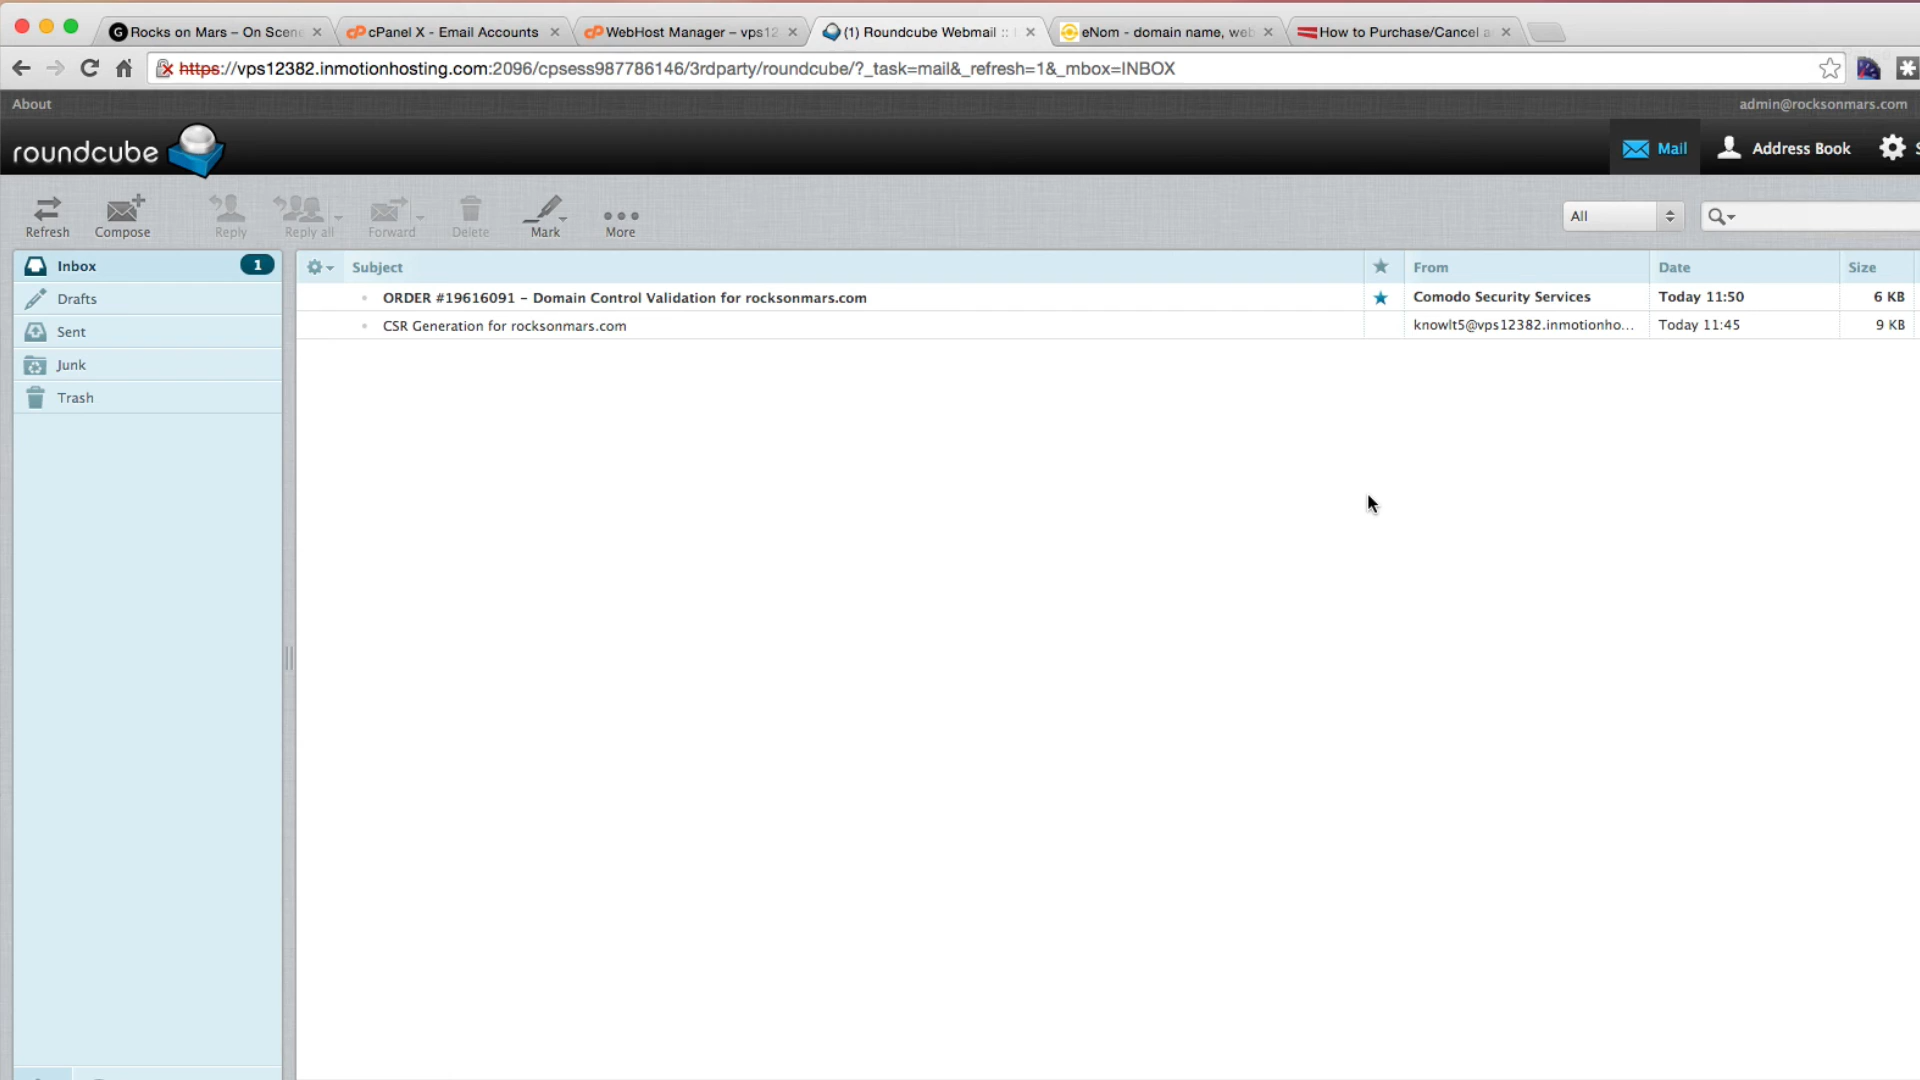 Rocks on Mars – On Scene
cPanel X - Email Accounts
WebHost Manager – vps12
(1) Roundcube Webmail ::
eNom - domain name, web
How to Purchase/Cancel a
https://vps12382.inmotionhosting.com:2096/cpsess987786146/3rdparty/roundcube/?_task=mail&_refresh=1&_mbox=INBOX
About
admin@rocksonmars.com
roundcube
Mail
Address Book
S
Refresh
Compose
Reply
Reply all
Forward
Delete
Mark
More
All
Inbox
1
Drafts
Sent
Junk
Trash
Subject
From
Date
Size
ORDER #19616091 – Domain Control Validation for rocksonmars.com
Comodo Security Services
Today 11:50
6 KB
CSR Generation for rocksonmars.com
knowlt5@vps12382.inmotionho...
Today 11:45
9 KB